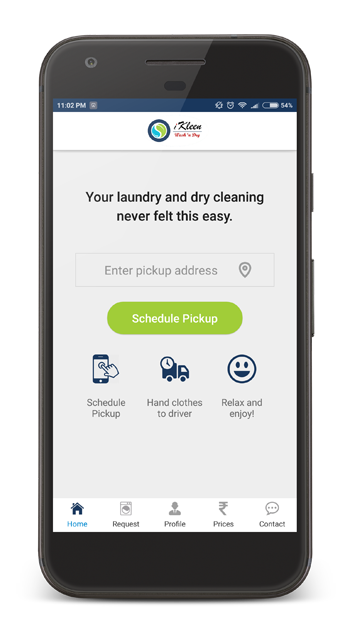 11:02 PM 54%
iKleen
Wash 'n Dry
Your laundry and dry cleaning
never felt this easy.
Enter pickup address
Schedule Pickup
Schedule Hand clothes Relax and
Pickup to driver enjoy!
Home Request Profile Prices Contact